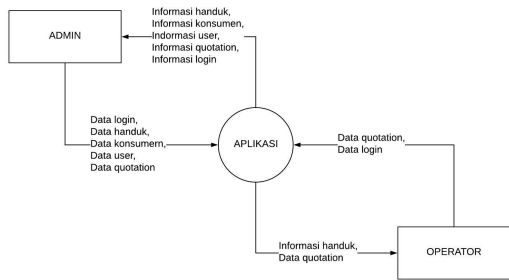 Informasi handuk,
Informasi konsumen,
Indormasi user,
Informasi quotation,
Informasi login
ADMIN
Data login,
Data handuk,
Data konsumern,
Data user,
Data quotation
APLIKASI
Data quotation,
Data login
Informasi handuk,
Data quotation
OPERATOR